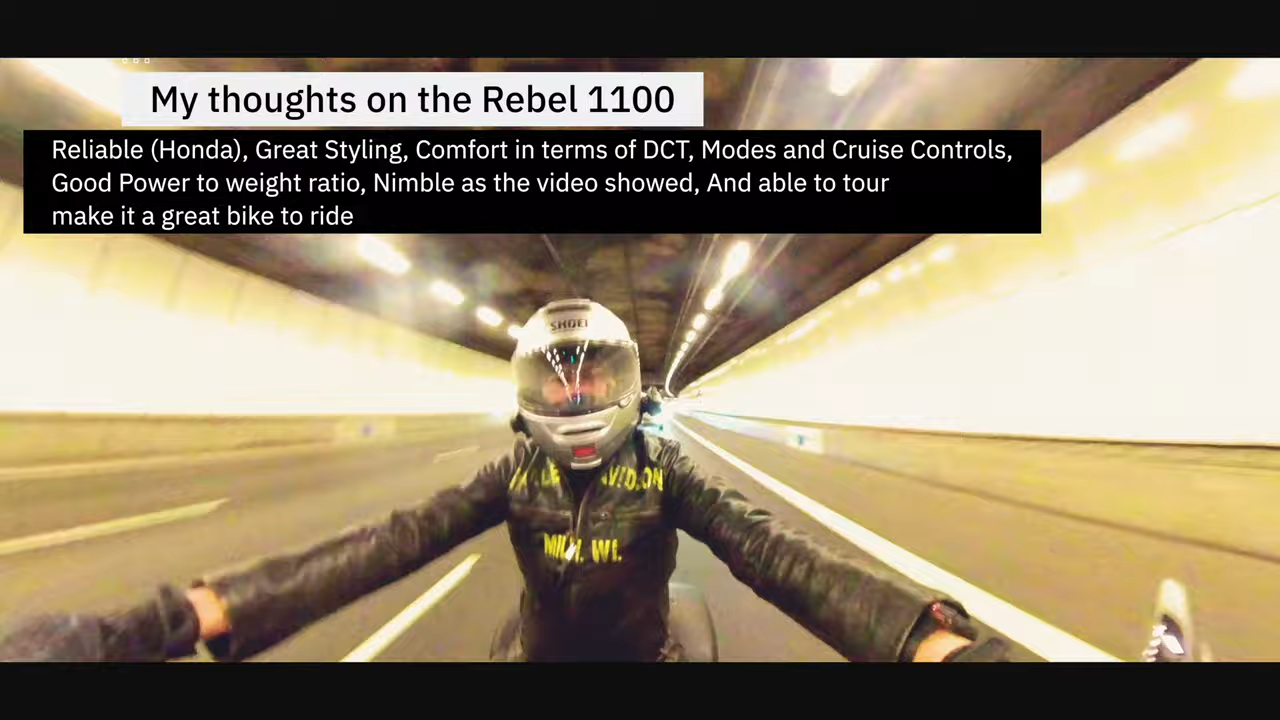 My thoughts on the Rebel 1100
Reliable (Honda), Great Styling, Comfort in terms of DCT, Modes and Cruise Controls,
Good Power to weight ratio, Nimble as the video showed, And able to tour
make it a great bike to ride
SHOEI
MILW. WI.